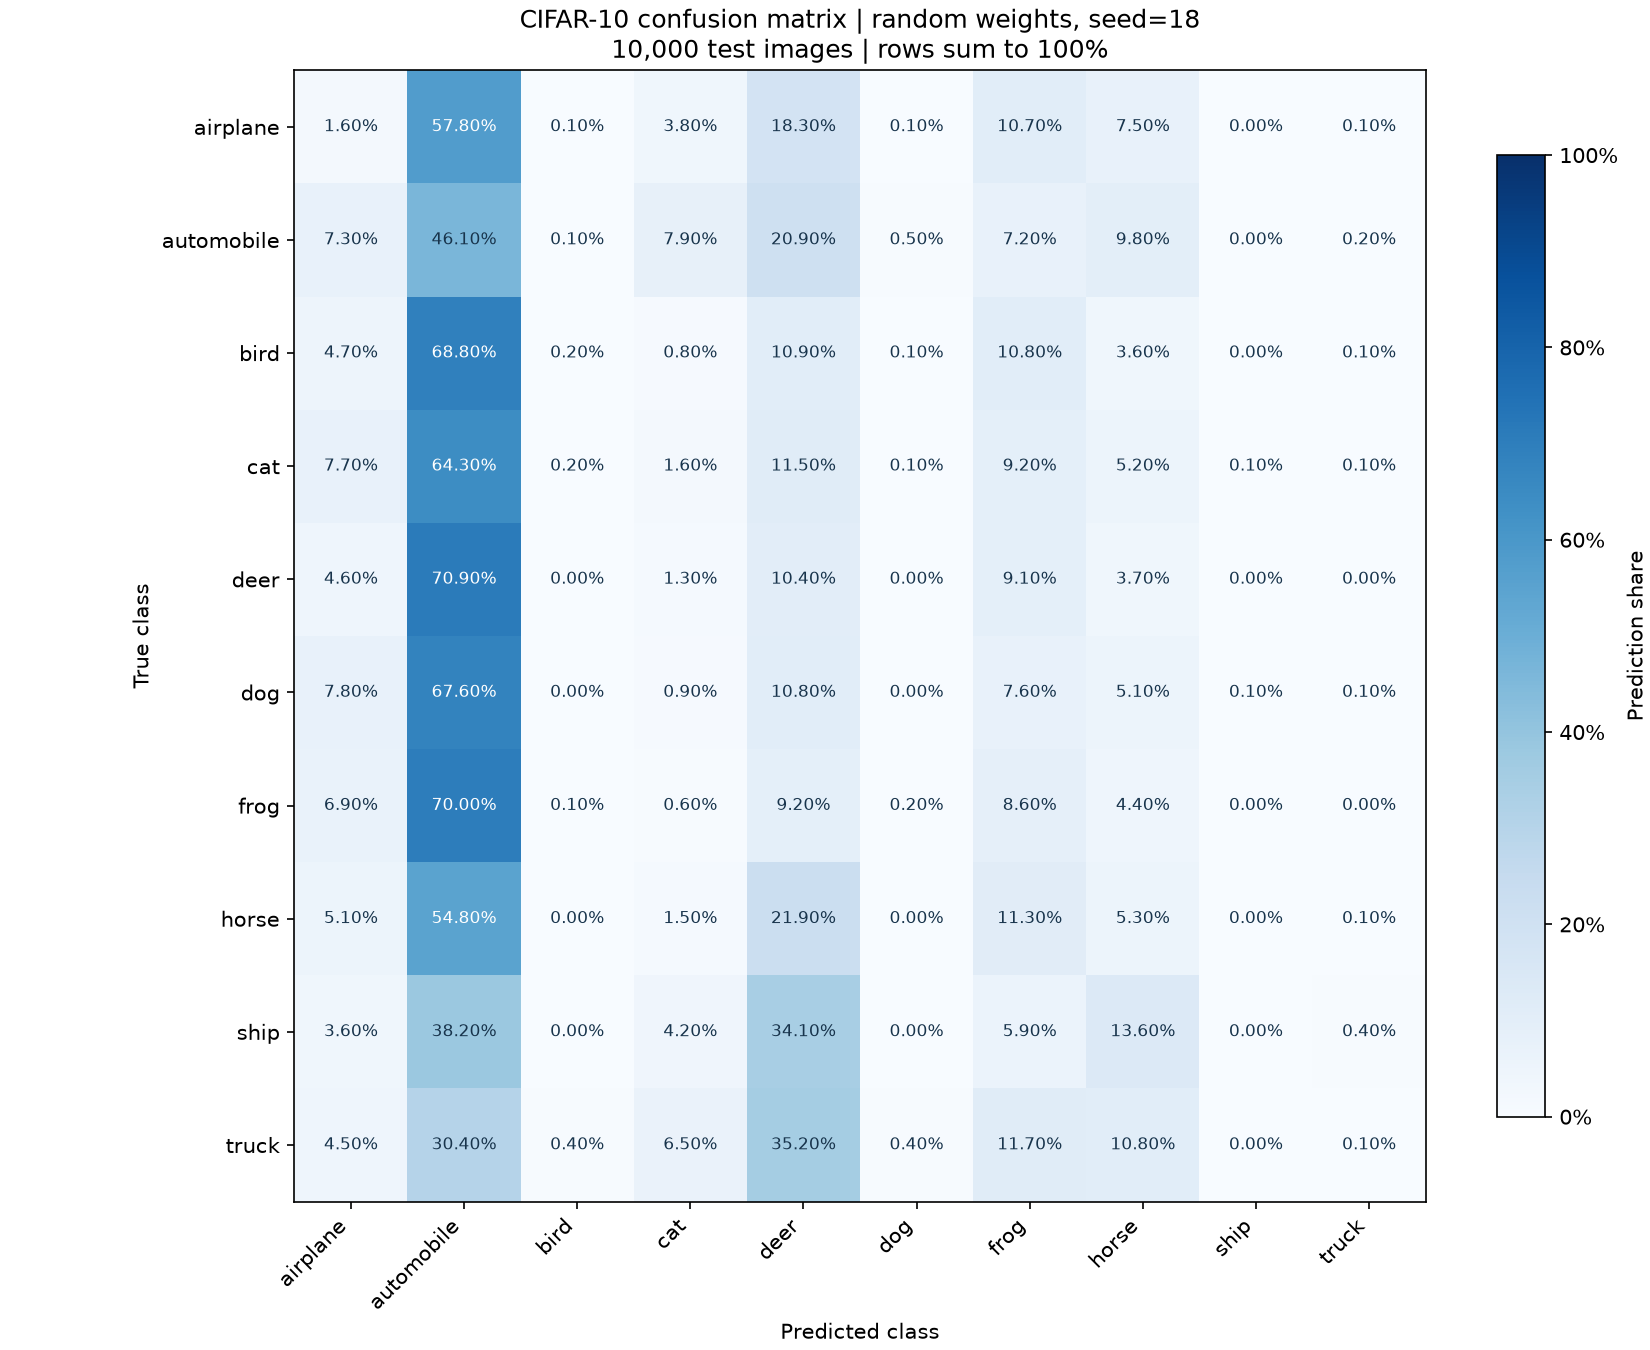 CIFAR-10 confusion matrix | random weights, seed=18
10,000 test images | rows sum to 100%
airplane 1.60% 57.80% 0.10% 3.80% 18.30% 0.10% 10.70% 7.50% 0.00% 0.10%
automobile 7.30% 46.10% 0.10% 7.90% 20.90% 0.50% 7.20% 9.80% 0.00% 0.20%
bird 4.70% 68.80% 0.20% 0.80% 10.90% 0.10% 10.80% 3.60% 0.00% 0.10%
cat 7.70% 64.30% 0.20% 1.60% 11.50% 0.10% 9.20% 5.20% 0.10% 0.10%
deer 4.60% 70.90% 0.00% 1.30% 10.40% 0.00% 9.10% 3.70% 0.00% 0.00%
dog 7.80% 67.60% 0.00% 0.90% 10.80% 0.00% 7.60% 5.10% 0.10% 0.10%
frog 6.90% 70.00% 0.10% 0.60% 9.20% 0.20% 8.60% 4.40% 0.00% 0.00%
horse 5.10% 54.80% 0.00% 1.50% 21.90% 0.00% 11.30% 5.30% 0.00% 0.10%
ship 3.60% 38.20% 0.00% 4.20% 34.10% 0.00% 5.90% 13.60% 0.00% 0.40%
truck 4.50% 30.40% 0.40% 6.50% 35.20% 0.40% 11.70% 10.80% 0.00% 0.10%
airplane automobile bird cat deer dog frog horse ship truck
Predicted class
True class
100%
80%
60%
40%
20%
0%
Prediction share